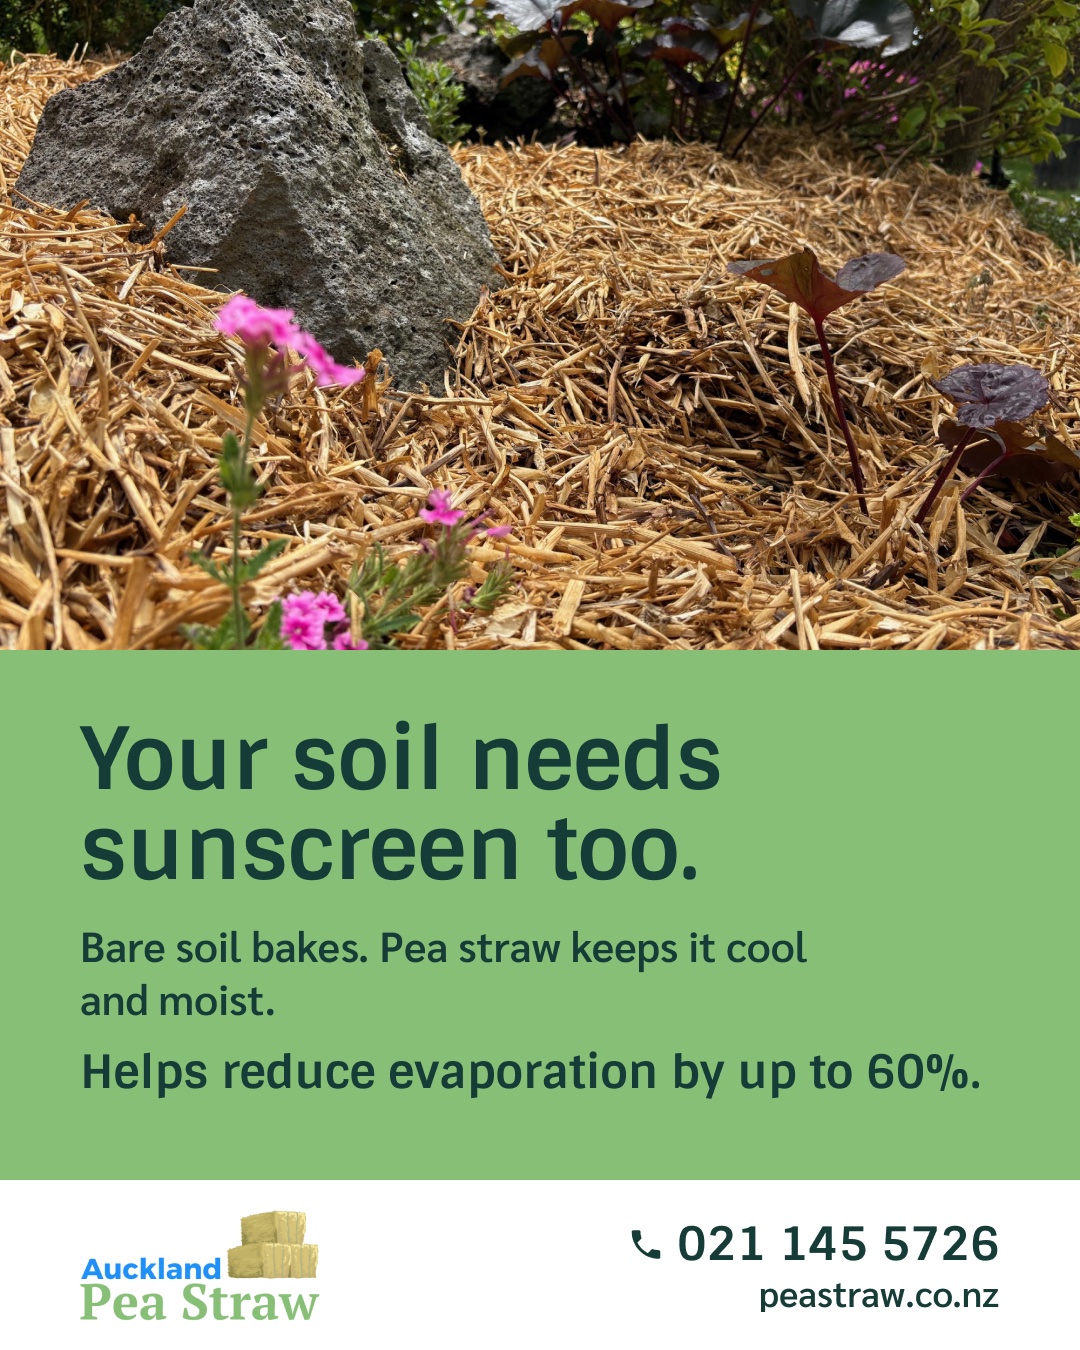 Your soil needs
sunscreen too.
Bare soil bakes. Pea straw keeps it cool
and moist.
Helps reduce evaporation by up to 60%.
Auckland
Pea Straw
021 145 5726
peastraw.co.nz